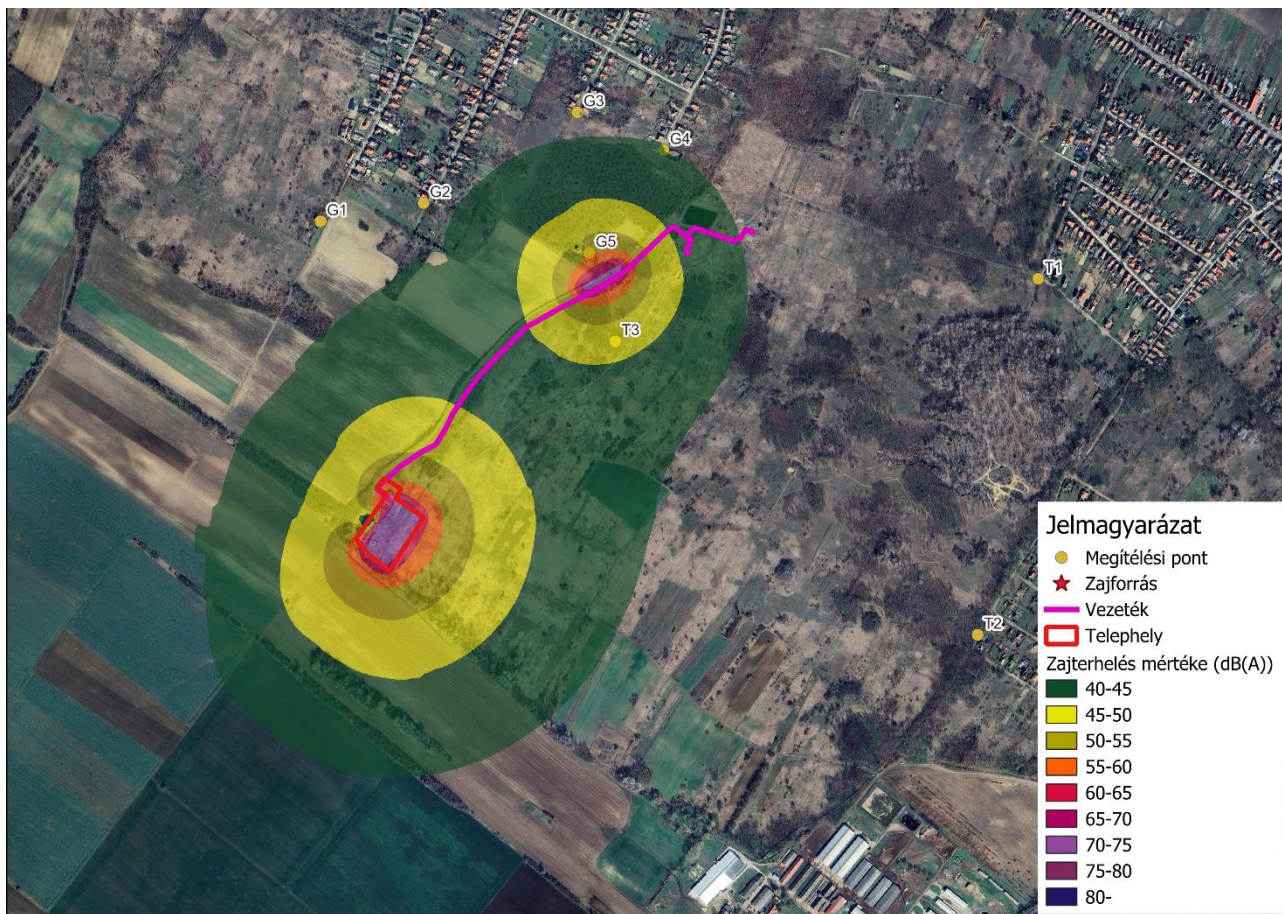 G3
G4
G2
G1
G5
T1
T3
T2
Jelmagyarázat
Megítélési pont
Zajforrás
Vezeték
Telephely
Zajterhelés mértéke (dB(A))
40-45
45-50
50-55
55-60
60-65
65-70
70-75
75-80
80-